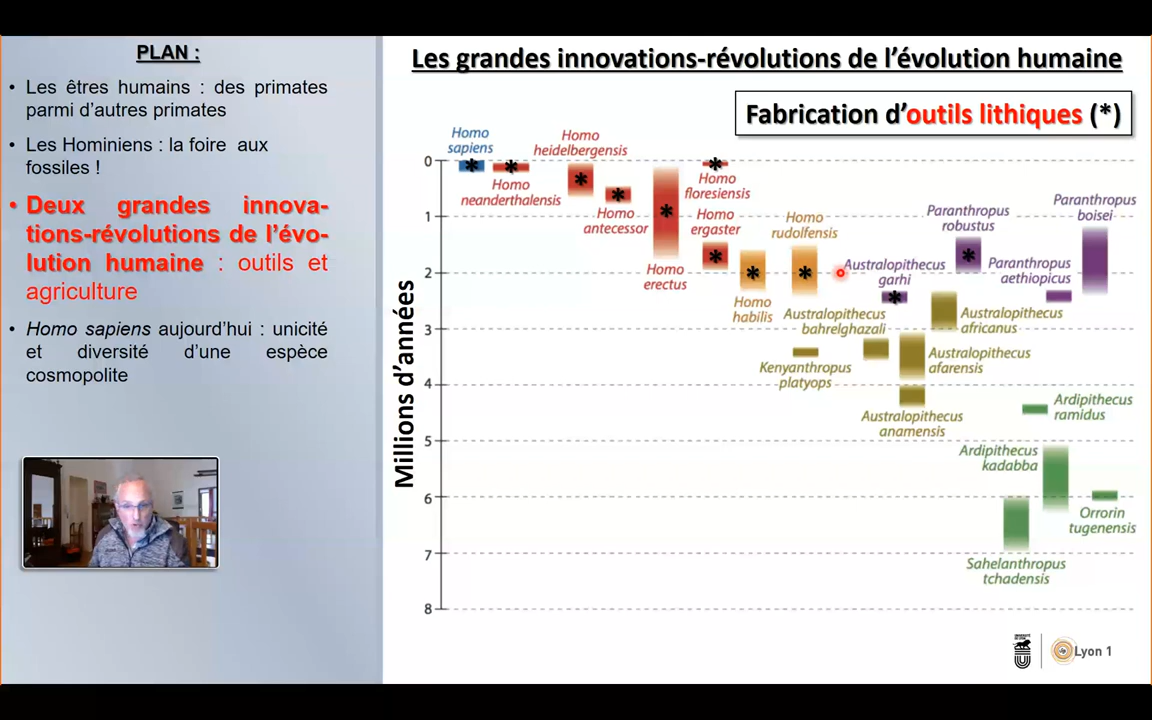 PLAN :
• Les êtres humains : des primates
parmi d’autres primates
• Les Hominiens : la foire aux
fossiles !
• Deux grandes innova-
tions-révolutions de l’évo-
lution humaine : outils et
agriculture
• Homo sapiens aujourd’hui : unicité
et diversité d’une espèce
cosmopolite
Les grandes innovations-révolutions de l’évolution humaine
Fabrication d’outils lithiques (*)
Millions d’années
0
1
2
3
4
5
6
7
8
Homo
sapiens
Homo
neanderthalensis
Homo
heidelbergensis
Homo
antecessor
Homo
erectus
Homo
floresiensis
Homo
ergaster
Homo
habilis
Homo
rudolfensis
Australopithecus
garhi
Paranthropus
robustus
Paranthropus
aethiopicus
Paranthropus
boisei
Australopithecus
bahrelghazali
Australopithecus
africanus
Kenyanthropus
platyops
Australopithecus
afarensis
Australopithecus
anamensis
Ardipithecus
ramidus
Ardipithecus
kadabba
Orrorin
tugenensis
Sahelanthropus
tchadensis
Lyon 1